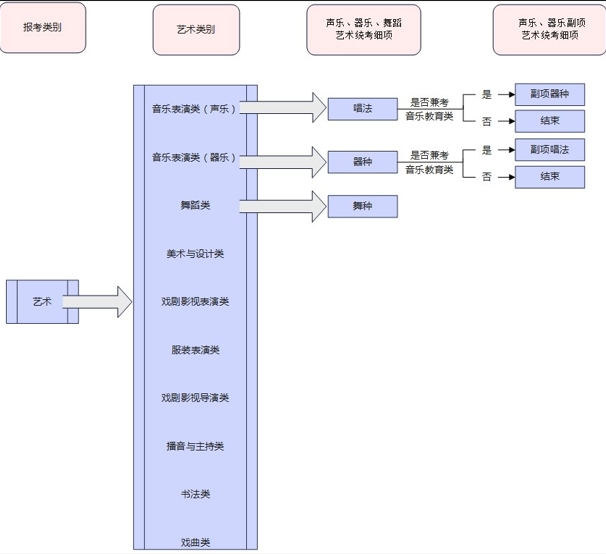 报考类别
艺术类别
声乐、器乐、舞蹈
艺术统考细项
声乐、器乐副项
艺术统考细项
音乐表演类（声乐）
唱法
是否兼考
音乐教育类
是
副项器种
否
结束
音乐表演类（器乐）
器种
是否兼考
音乐教育类
是
副项唱法
否
结束
舞蹈类
舞种
美术与设计类
艺术
戏剧影视表演类
服装表演类
戏剧影视导演类
播音与主持类
书法类
戏曲类